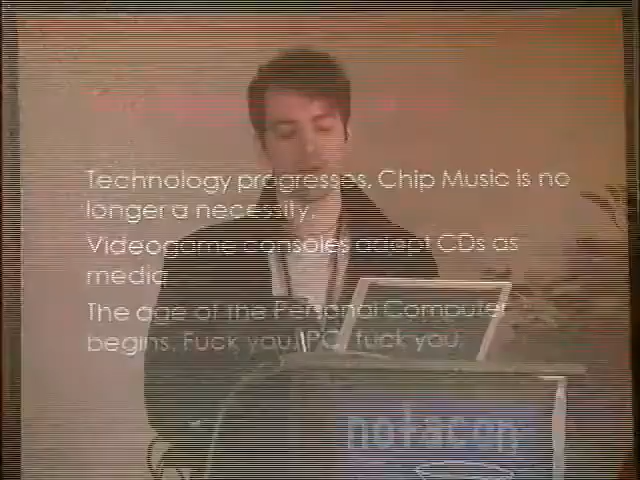 Technology progresses. Chip Music is no
longer a necessity.
Videogame consoles adopt CDs as
media
The age of the Personal Computer
begins. Fuck you, PC, fuck you.
notacon